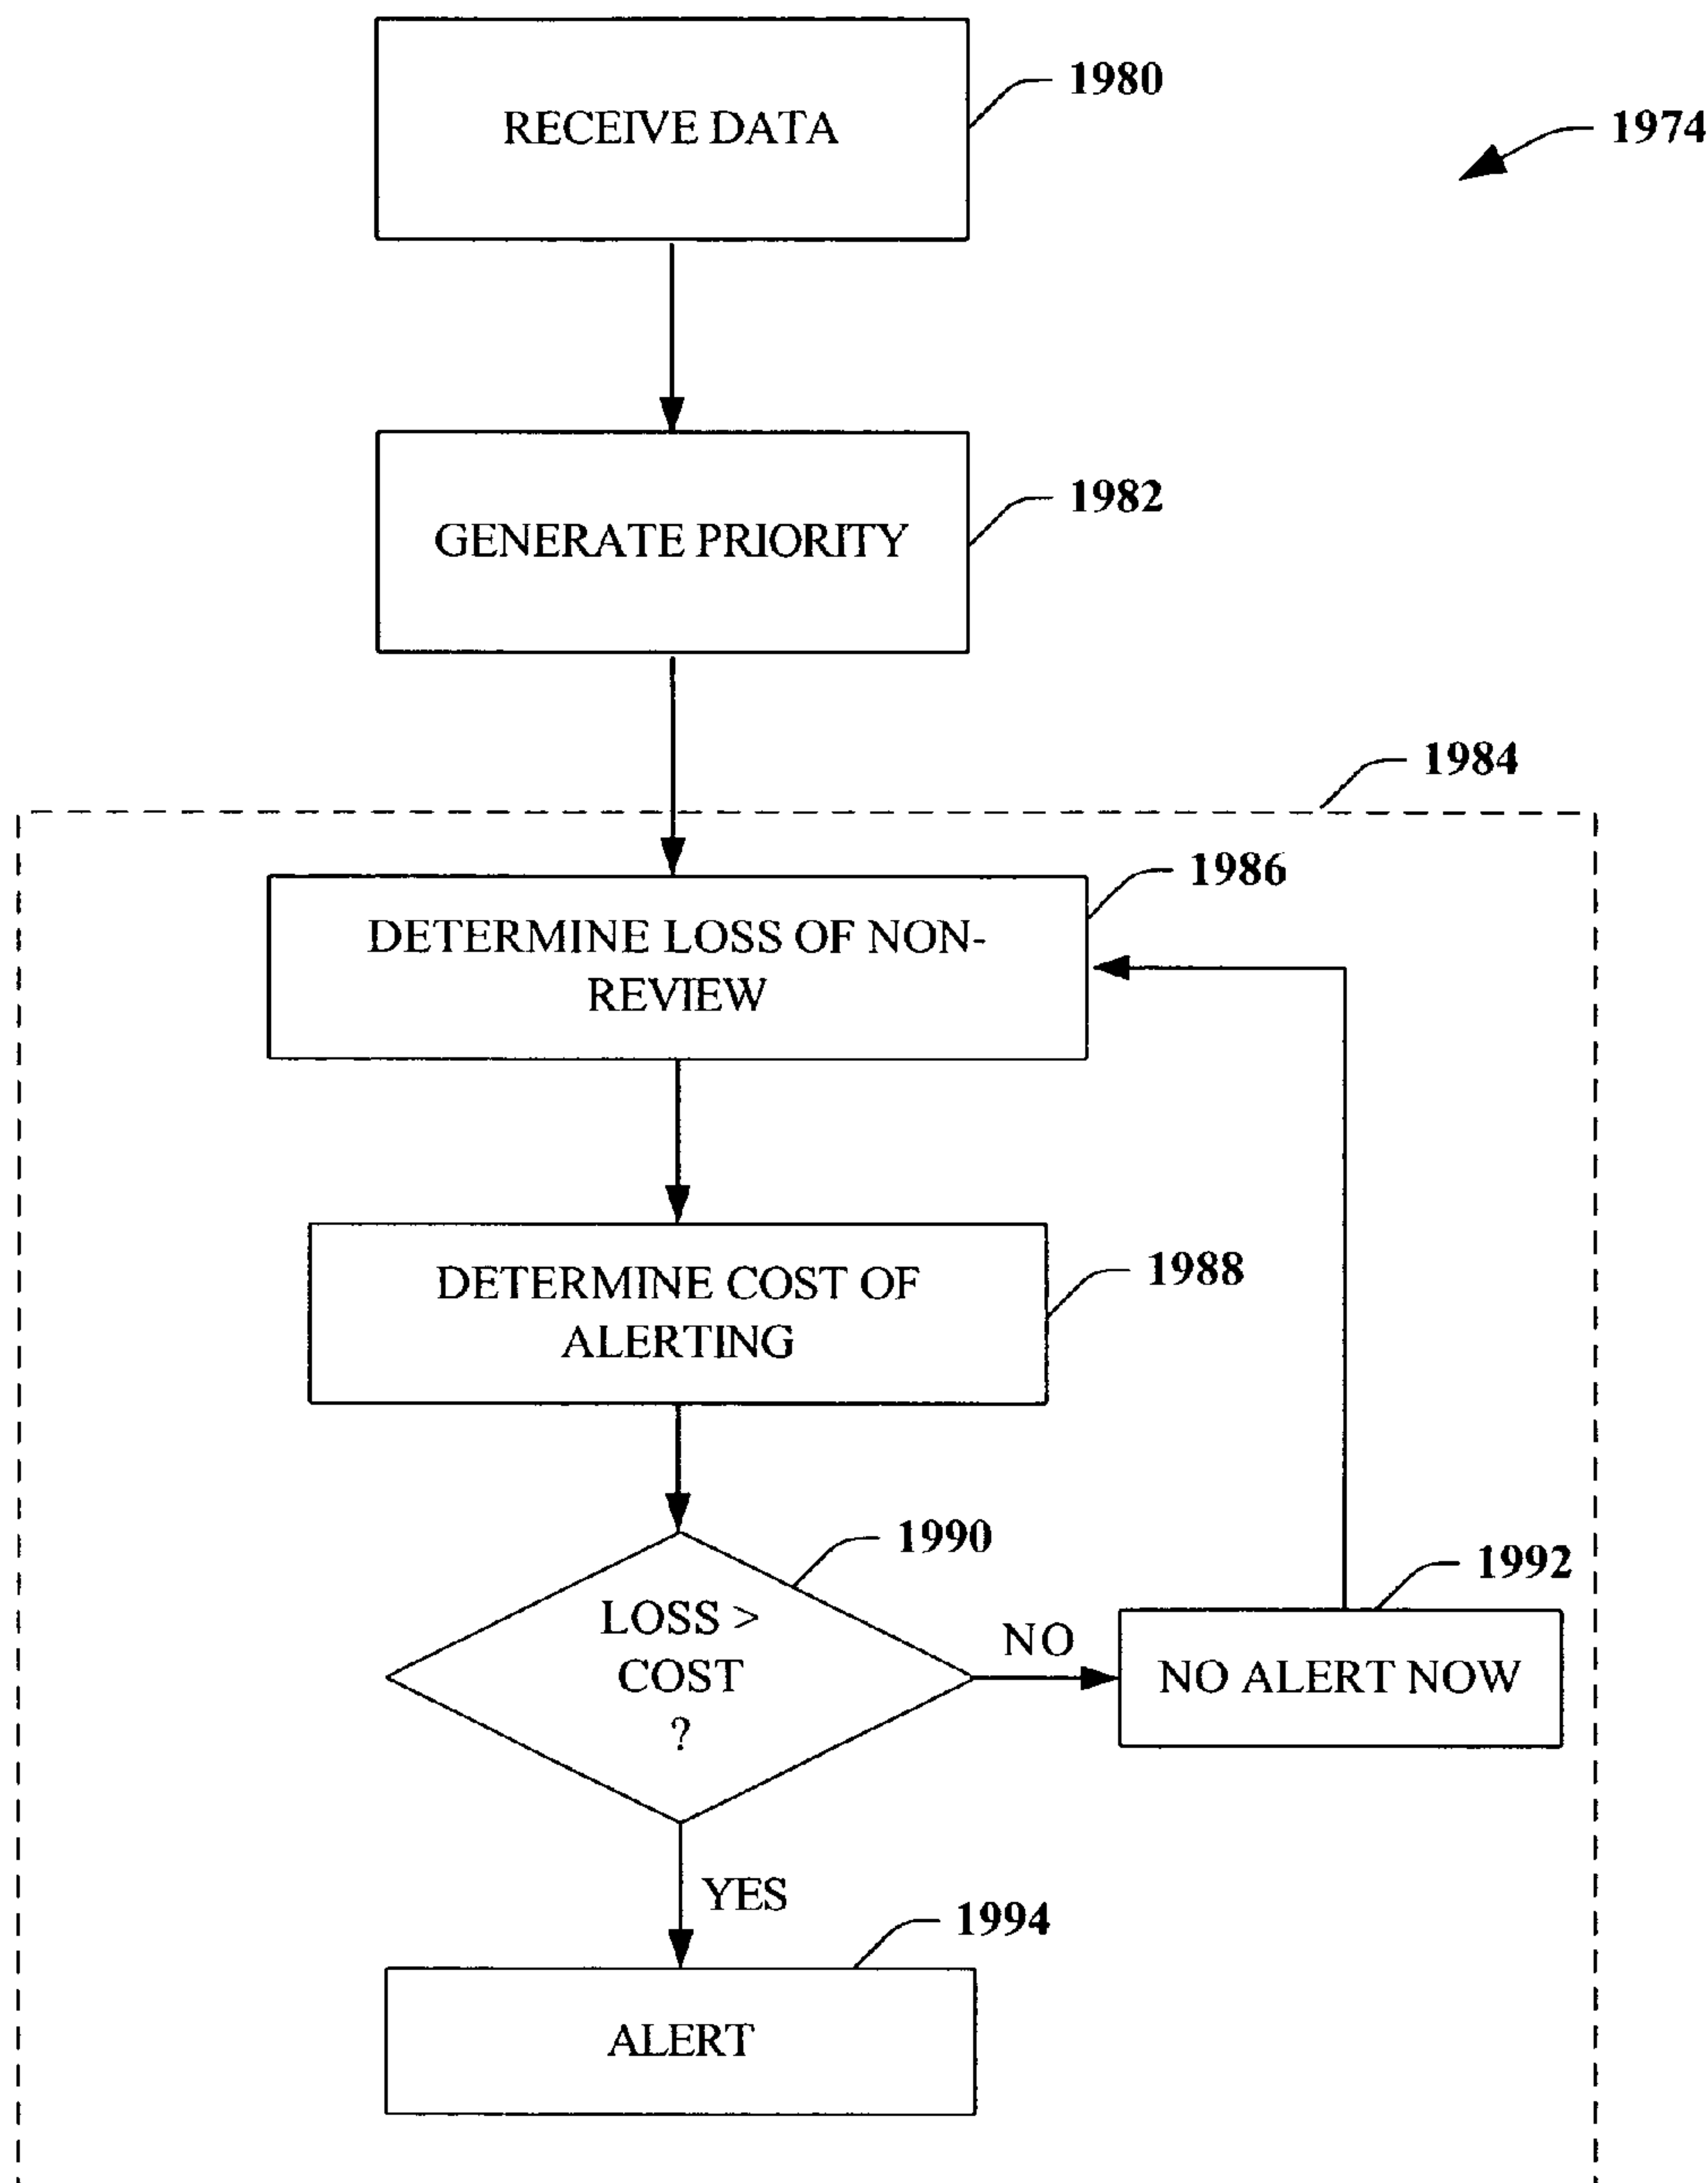 1980
RECEIVE DATA
1974
1982
GENERATE PRIORITY
1984
1986
DETERMINE LOSS OF NON-
REVIEW
1988
DETERMINE COST OF
ALERTING
1990
LOSS >
COST
?
NO
1992
NO ALERT NOW
YES
1994
ALERT